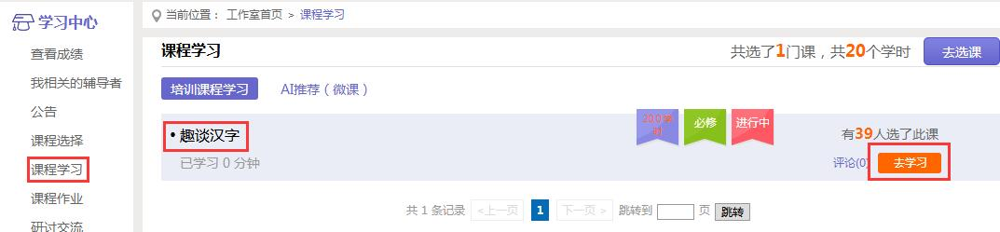 学习中心
查看成绩
我相关的辅导者
公告
课程选择
课程学习
课程作业
研讨交流
当前位置： 工作室首页 > 课程学习
课程学习
共选了1门课，共20个学时
去选课
培训课程学习
AI推荐（微课）
• 趣谈汉字
已学习 0 分钟
必修
进行中
有39人选了此课
评论(0)
去学习
共 1 条记录 <上一页 1 下一页 > 跳转到 页 跳转